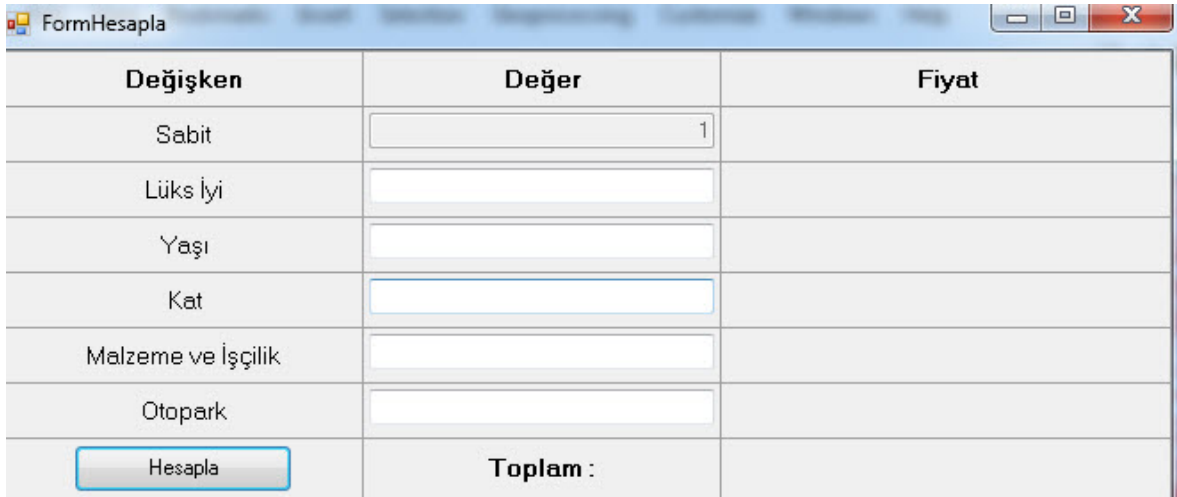 FormHesapla
Değişken Değer Fiyat
Sabit 1
Lüks İyi
Yaşı
Kat
Malzeme ve İşçilik
Otopark
Hesapla Toplam :